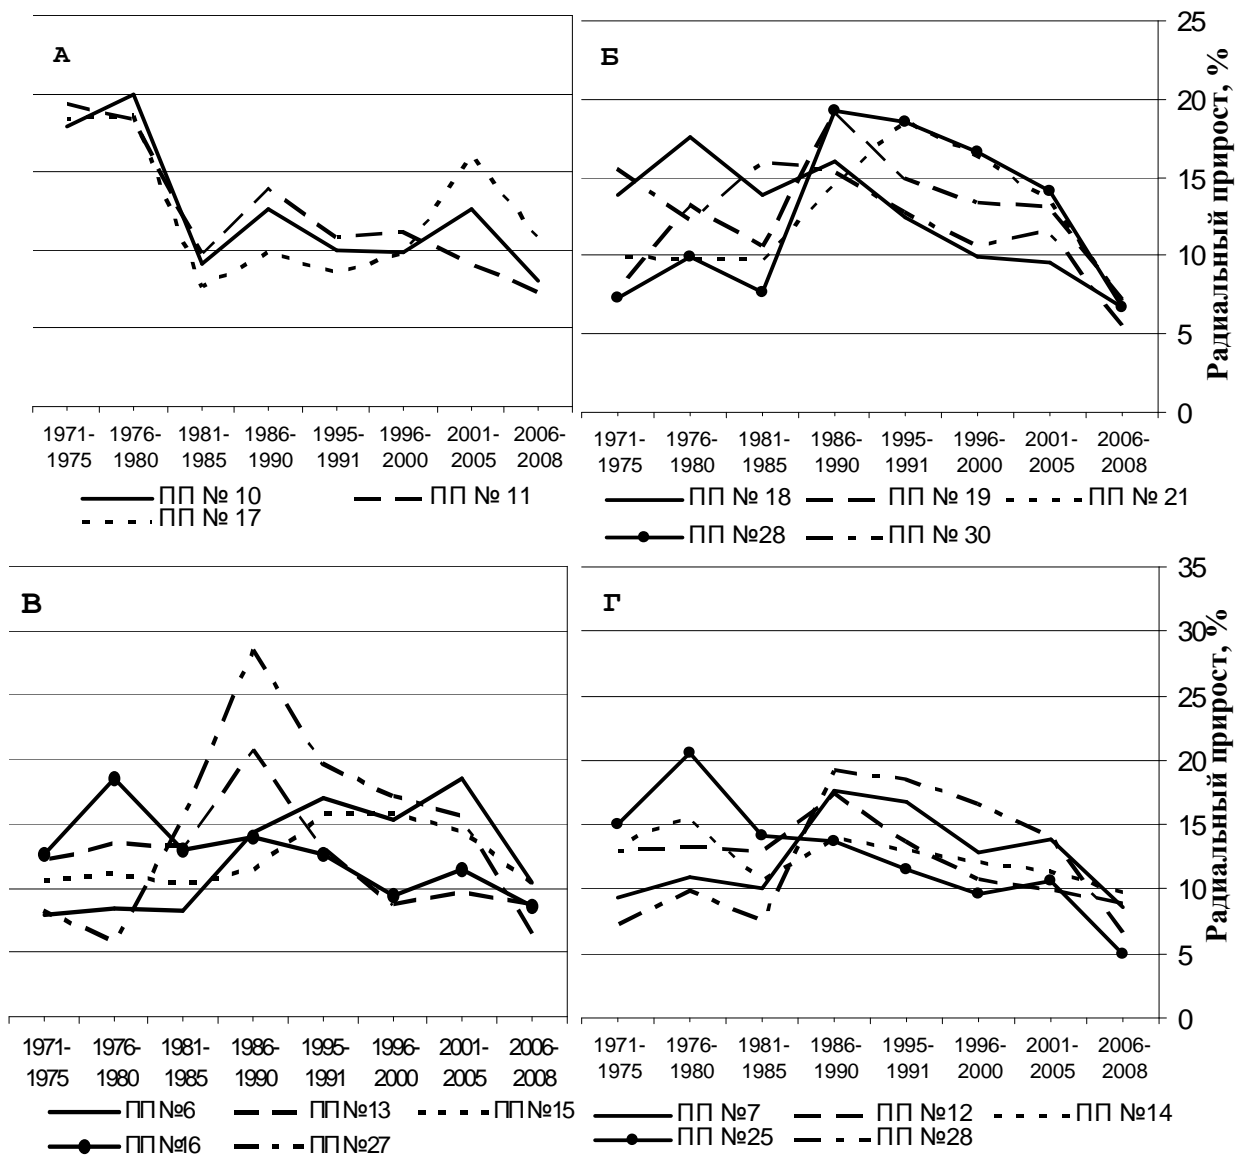 А
Б
25
20
15
10
5
0
Радиальный прирост, %
1971- 1976- 1981- 1986- 1995- 1996- 2001- 2006-
1975 1980 1985 1990 1991 2000 2005 2008
ПП № 10 ПП № 11
ПП № 17
1971- 1976- 1981- 1986- 1995- 1996- 2001- 2006-
1975 1980 1985 1990 1991 2000 2005 2008
ПП № 18 ПП № 19 ПП № 21
ПП №28 ПП № 30
В
Г
35
30
25
20
15
10
5
0
Радиальный прирост, %
1971- 1976- 1981- 1986- 1995- 1996- 2001- 2006-
1975 1980 1985 1990 1991 2000 2005 2008
ПП №6 ПП №13 ПП №15
ПП №16 ПП №27
1971- 1976- 1981- 1986- 1995- 1996- 2001- 2006-
1975 1980 1985 1990 1991 2000 2005 2008
ПП №7 ПП №12 ПП №14
ПП №25 ПП №28